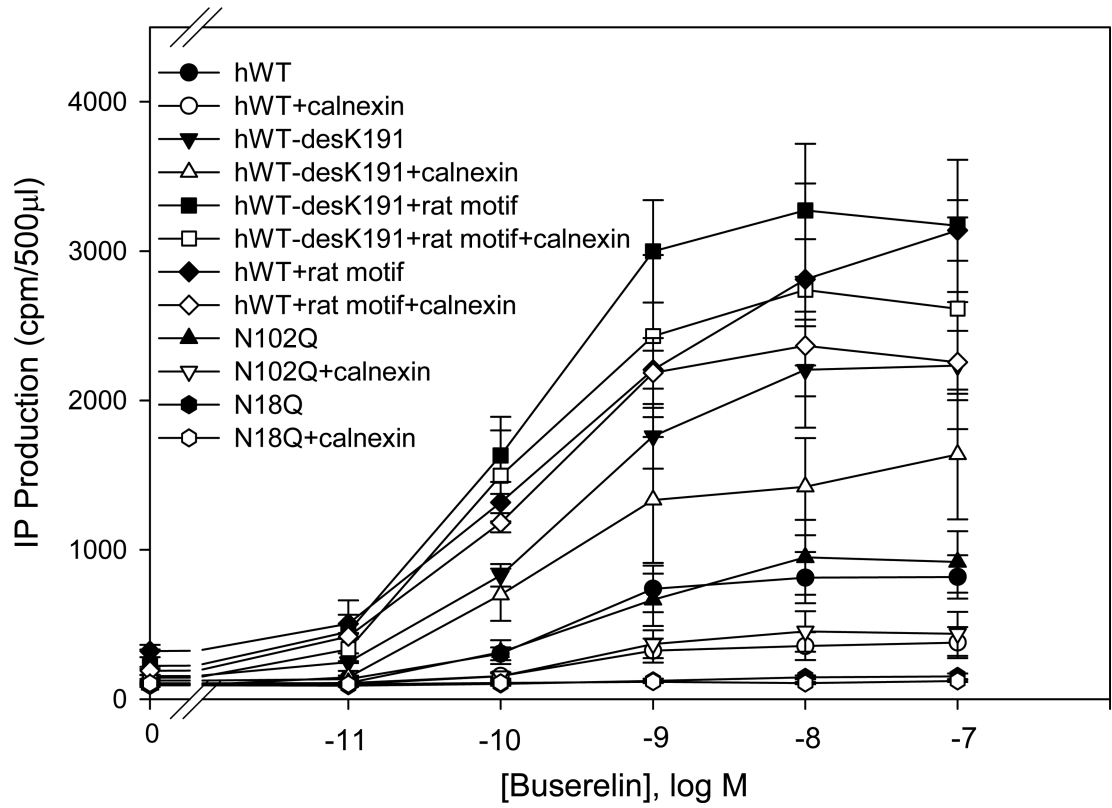 4000
3000
2000
1000
0
IP Production (cpm/500µl)
hWT
hWT+calnexin
hWT-desK191
hWT-desK191+calnexin
hWT-desK191+rat motif
hWT-desK191+rat motif+calnexin
hWT+rat motif
hWT+rat motif+calnexin
N102Q
N102Q+calnexin
N18Q
N18Q+calnexin
0 -11 -10 -9 -8 -7
[Buserelin], log M